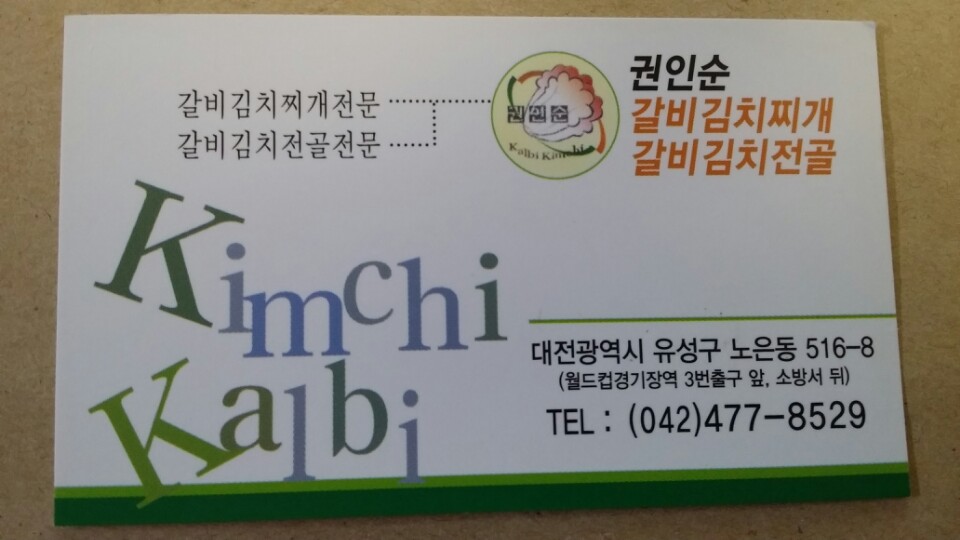 갈비김치찌개전문
갈비김치전골전문
권인순
Kalbi Kimchi
권인순
갈비김치찌개
갈비김치전골
Kimchi
Kalbi
대전광역시 유성구 노은동 516-8
(월드컵경기장역 3번출구 앞, 소방서 뒤)
TEL : (042)477-8529